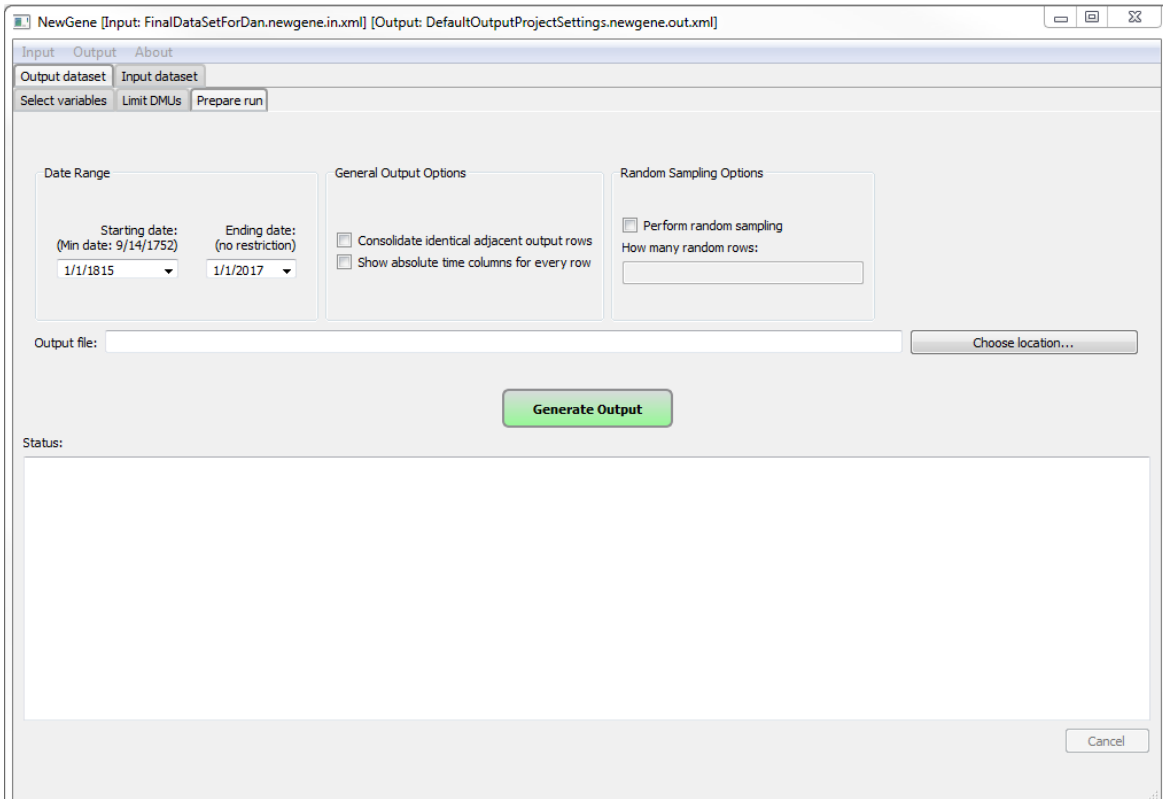 NewGene [Input: FinalDataSetForDan.newgene.in.xml] [Output: DefaultOutputProjectSettings.newgene.out.xml]
Input Output About
Output dataset Input dataset
Select variables Limit DMUs Prepare run
Date Range
Starting date:
(Min date: 9/14/1752)
1/1/1815
Ending date:
(no restriction)
1/1/2017
General Output Options
Consolidate identical adjacent output rows
Show absolute time columns for every row
Random Sampling Options
Perform random sampling
How many random rows:
Output file:
Choose location...
Generate Output
Status:
Cancel